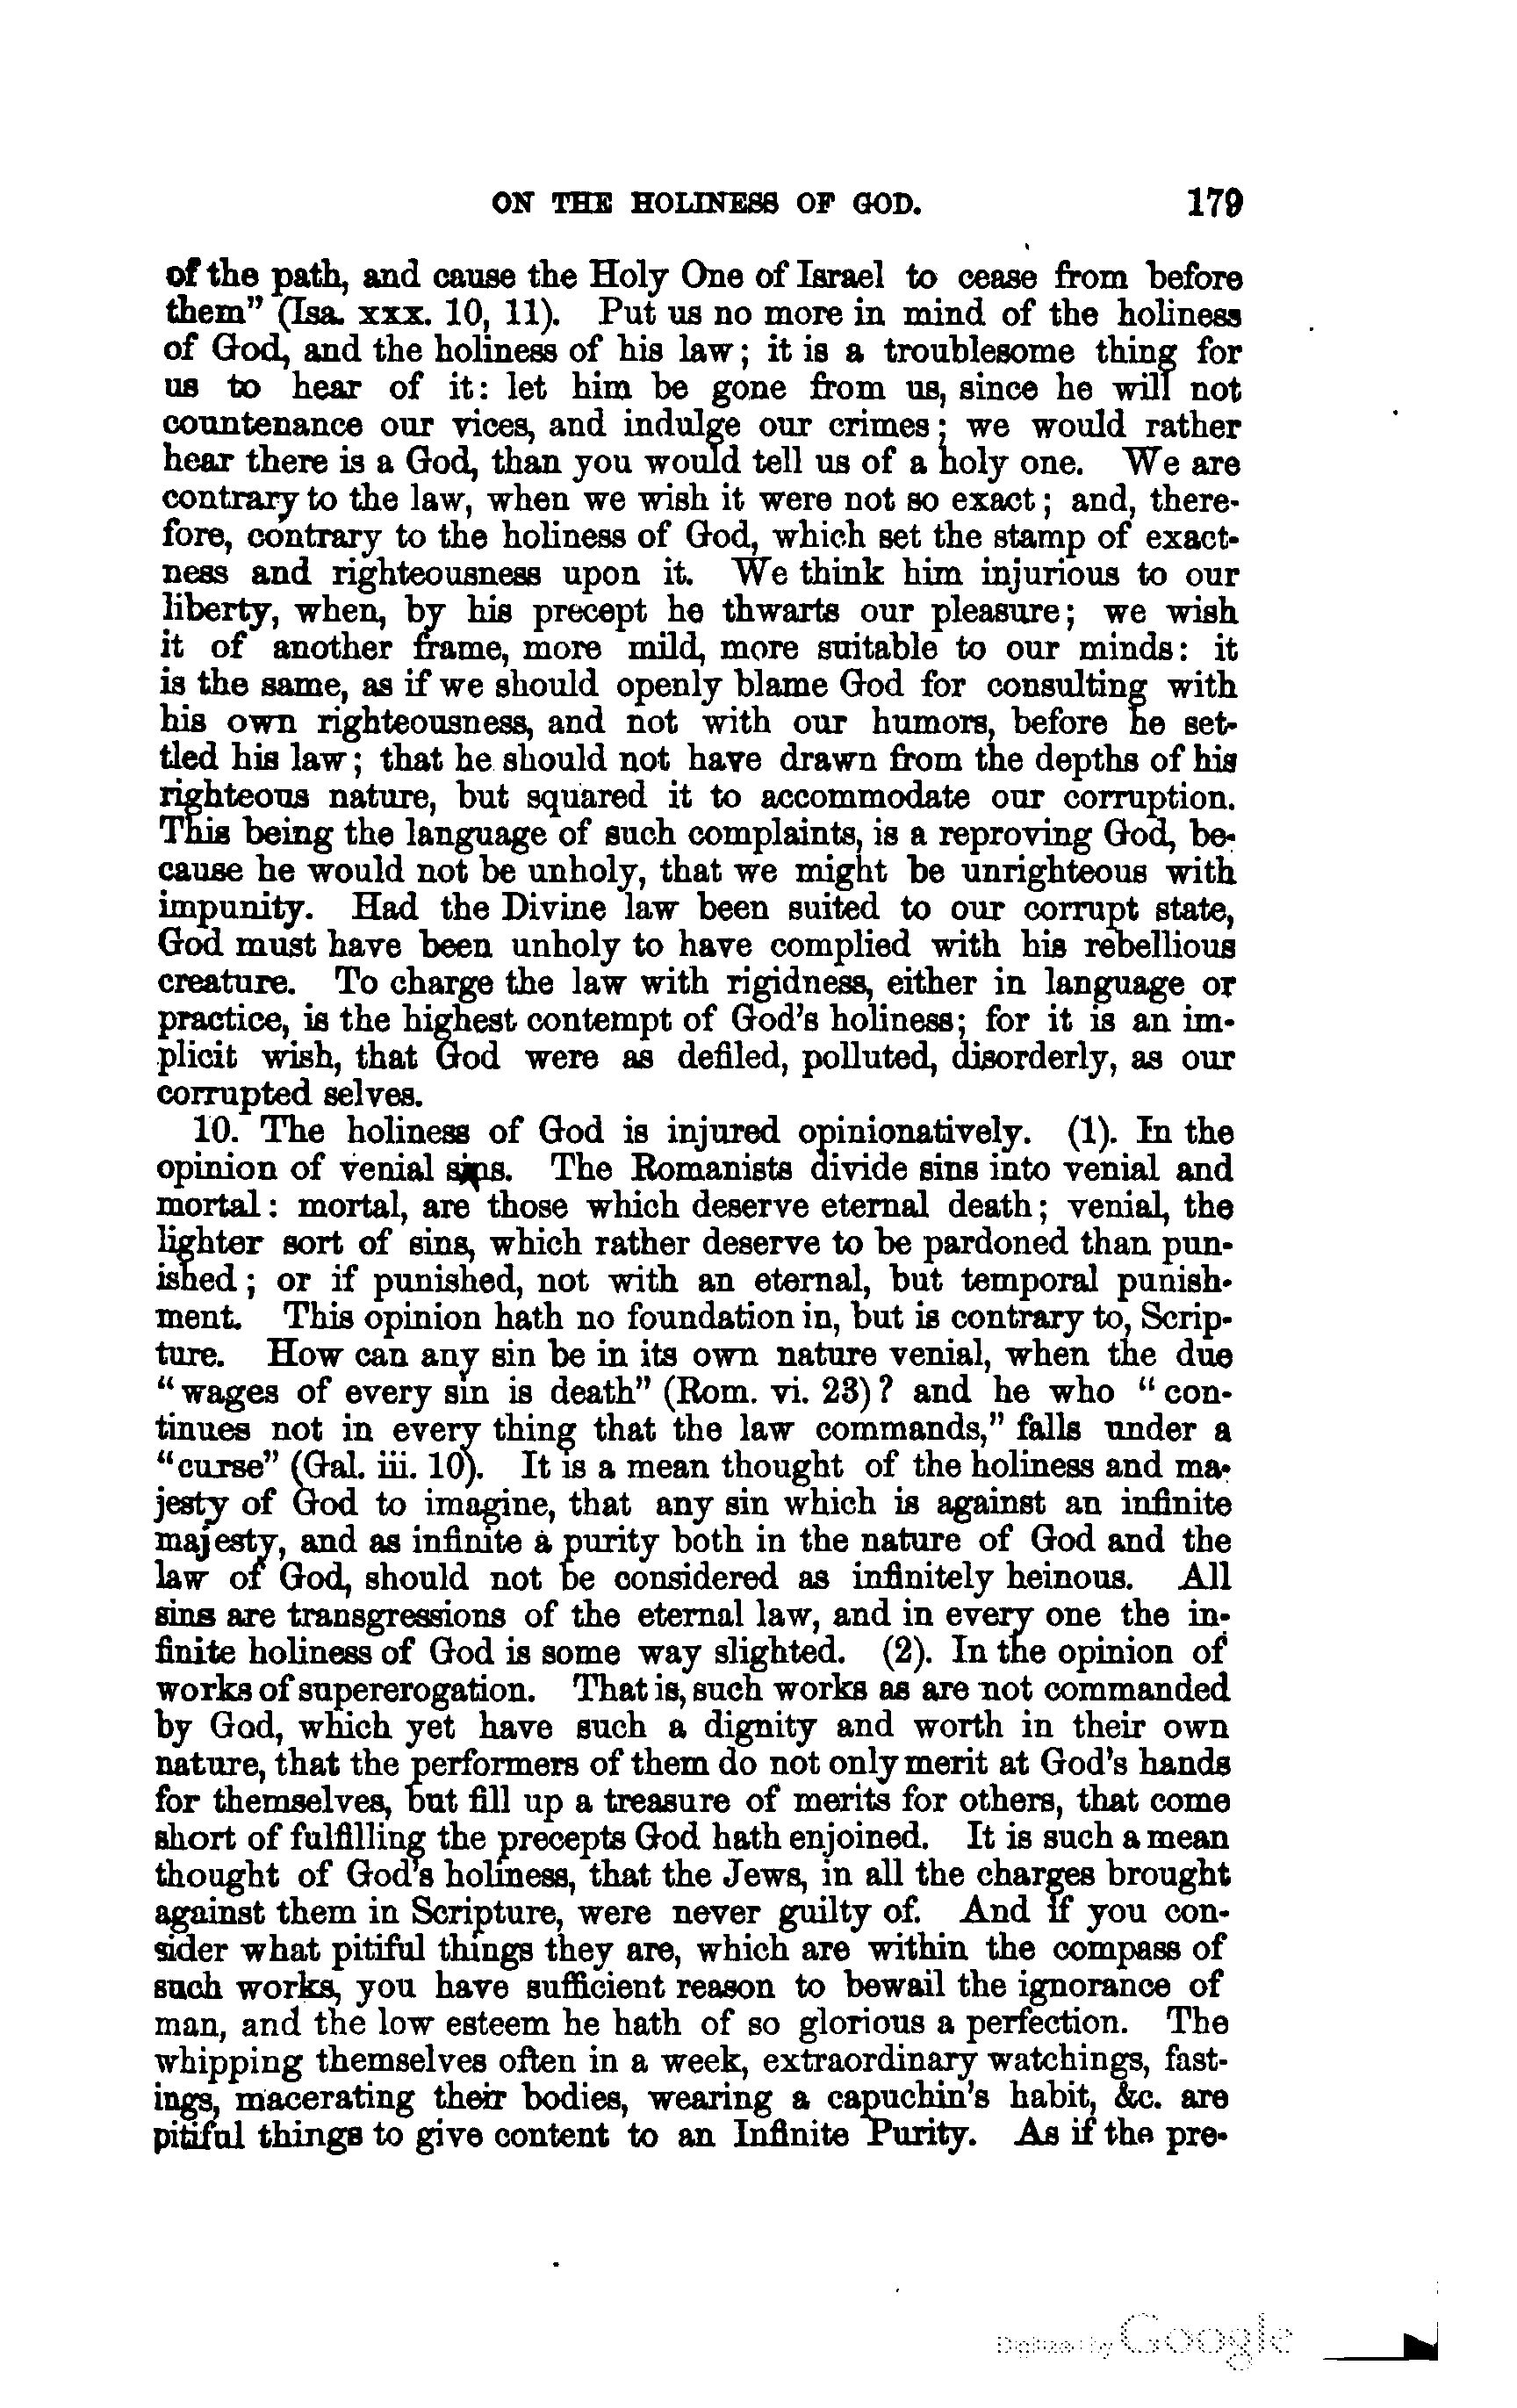 ON THE HOLINESS OF GOD. 179
of the path, and cause the Holy One of Israel to cease from before
them" (Isa. xxx. 10, 11). Put us no more in mind of the holiness
of God, and the holiness of his law; it is a troublesome thing for
us to hear of it: let him be gone from us, since he will not
countenance our vices, and indulge our crimes; we would rather
hear there is a God, than you would tell us of a holy one. We are
contrary to the law, when we wish it were not so exact; and, there-
fore, contrary to the holiness of God, which set the stamp of exact-
ness and righteousness upon it. We think him injurious to our
liberty, when, by his precept he thwarts our pleasure; we wish
it of another frame, more mild, more suitable to our minds: it
is the same, as if we should openly blame God for consulting with
his own righteousness, and not with our humors, before he set-
tled his law; that he should not have drawn from the depths of his
righteous nature, but squared it to accommodate our corruption.
This being the language of such complaints, is a reproving God, be-
cause he would not be unholy, that we might be unrighteous with
impunity. Had the Divine law been suited to our corrupt state,
God must have been unholy to have complied with his rebellious
creature. To charge the law with rigidness, either in language or
practice, is the highest contempt of God's holiness; for it is an im-
plicit wish, that God were as defiled, polluted, disorderly, as our
corrupted selves.
10. The holiness of God is injured opinionatively. (1). In the
opinion of venial sins. The Romanists divide sins into venial and
mortal: mortal, are those which deserve eternal death; venial, the
lighter sort of sins, which rather deserve to be pardoned than pun-
ished; or if punished, not with an eternal, but temporal punish-
ment. This opinion hath no foundation in, but is contrary to, Scrip-
ture. How can any sin be in its own nature venial, when the due
"wages of every sin is death" (Rom. vi. 23)? and he who "con-
tinues not in every thing that the law commands," falls under a
"curse" (Gal. iii. 10). It is a mean thought of the holiness and ma-
jesty of God to imagine, that any sin which is against an infinite
majesty, and as infinite a purity both in the nature of God and the
law of God, should not be considered as infinitely heinous. All
sins are transgressions of the eternal law, and in every one the in-
finite holiness of God is some way slighted. (2). In the opinion of
works of supererogation. That is, such works as are not commanded
by God, which yet have such a dignity and worth in their own
nature, that the performers of them do not only merit at God's hands
for themselves, but fill up a treasure of merits for others, that come
short of fulfilling the precepts God hath enjoined. It is such a mean
thought of God's holiness, that the Jews, in all the charges brought
against them in Scripture, were never guilty of. And if you con-
sider what pitiful things they are, which are within the compass of
such works, you have sufficient reason to bewail the ignorance of
man, and the low esteem he hath of so glorious a perfection. The
whipping themselves often in a week, extraordinary watchings, fast-
ings, macerating their bodies, wearing a capuchin's habit, &c. are
pitiful things to give content to an Infinite Purity. As if the pre-
Digitized by Google